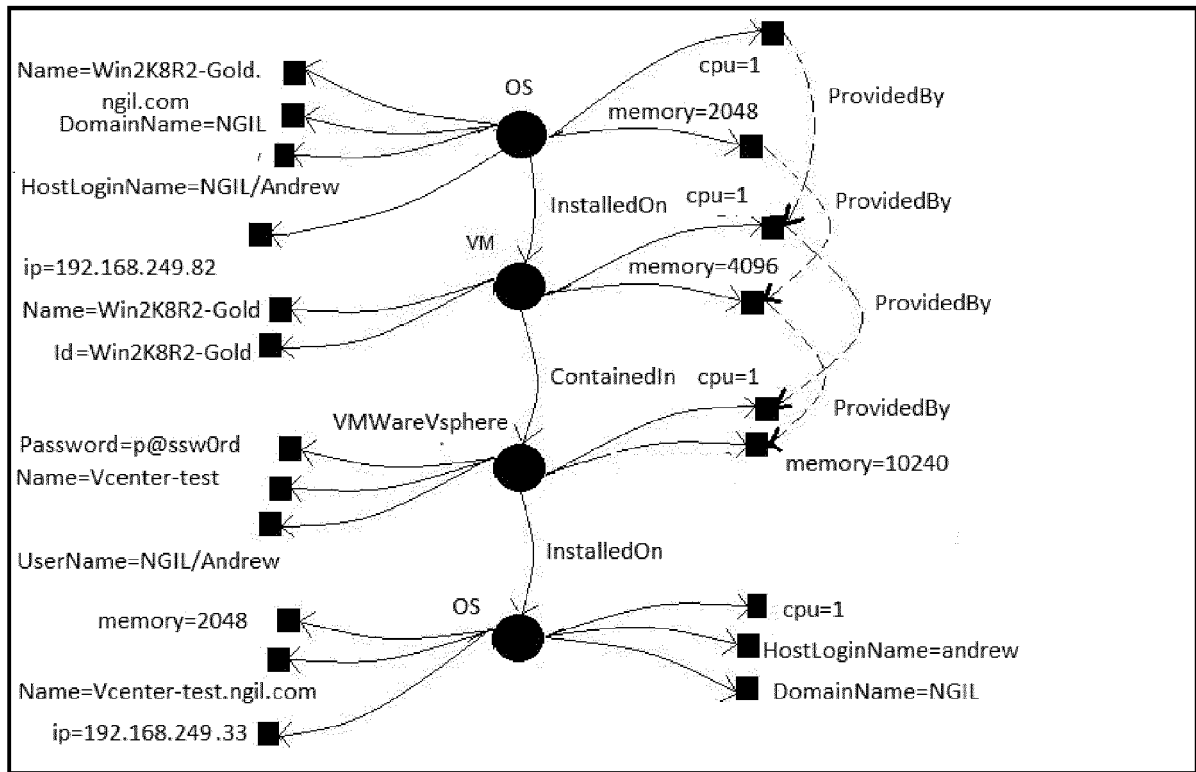 Name=Win2K8R2-Gold.
ngil.com
DomainName=NGIL
HostLoginName=NGIL/Andrew
ip=192.168.249.82
OS
cpu=1
memory=2048
ProvidedBy
InstalledOn
cpu=1
ProvidedBy
VM
memory=4096
Name=Win2K8R2-Gold
Id=Win2K8R2-Gold
ProvidedBy
ContainedIn
cpu=1
ProvidedBy
VMWareVsphere
Password=p@ssw0rd
Name=Vcenter-test
memory=10240
UserName=NGIL/Andrew
InstalledOn
OS
memory=2048
Name=Vcenter-test.ngil.com
ip=192.168.249.33
cpu=1
HostLoginName=andrew
DomainName=NGIL